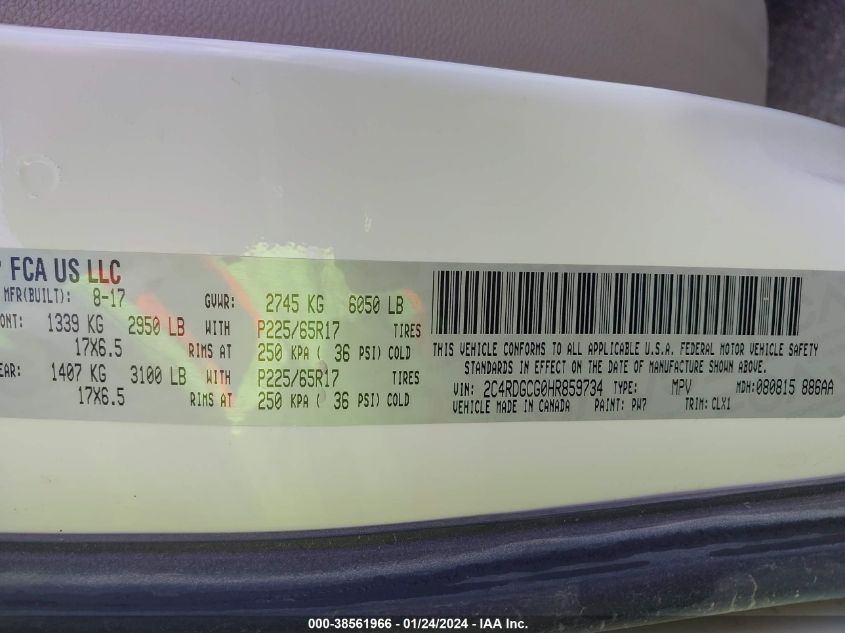 FCA US LLC
MFR(BUILT): 8-17 GVWR: 2745 KG 6050 LB
ONT: 1339 KG 2950 LB WITH P225/65R17 TIRES
17X6.5 RIMS AT 250 KPA ( 36 PSI) COLD
EAR: 1407 KG 3100 LB WITH P225/65R17 TIRES
17X6.5 RIMS AT 250 KPA ( 36 PSI) COLD
THIS VEHICLE CONFORMS TO ALL APPLICABLE U.S.A. FEDERAL MOTOR VEHICLE SAFETY
STANDARDS IN EFFECT ON THE DATE OF MANUFACTURE SHOWN ABOVE.
VIN: 2C4RDGCG0HR859734 TYPE: MPV MDH:080815 886AA
VEHICLE MADE IN CANADA PAINT: PW7 TRIM: CLX1
000-38561966 - 01/24/2024 - IAA Inc.